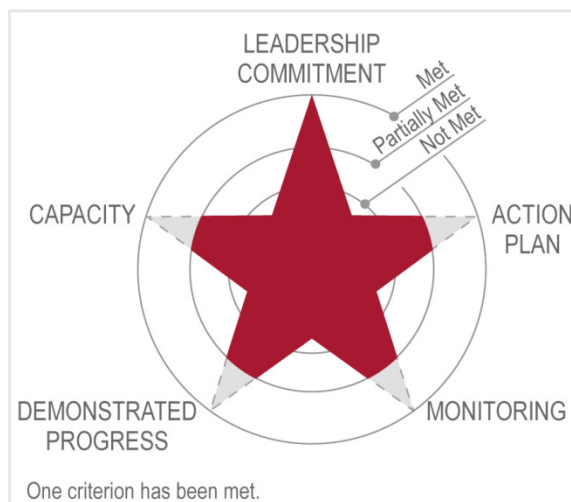 LEADERSHIP
COMMITMENT
Met
Partially Met
Not Met
CAPACITY
ACTION
PLAN
DEMONSTRATED
PROGRESS
MONITORING
One criterion has been met.